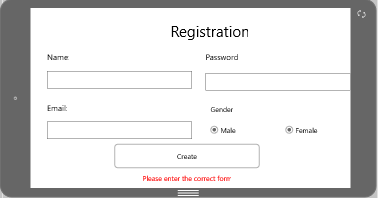 Registration
Name:
Password
Email:
Gender
Male
Female
Create
Please enter the correct form